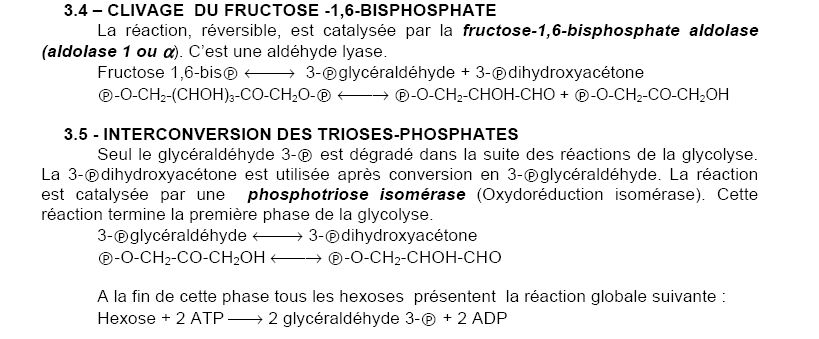 3.4 – CLIVAGE DU FRUCTOSE -1,6-BISPHOSPHATE
La réaction, réversible, est catalysée par la fructose-1,6-bisphosphate aldolase
(aldolase 1 ou α). C'est une aldéhyde lyase.
Fructose 1,6-bisⓅ ⟷ 3-Ⓟglycéraldéhyde + 3-Ⓟdihydroxyacétone
Ⓟ-O-CH₂-(CHOH)₃-CO-CH₂O-Ⓟ ⟷ Ⓟ-O-CH₂-CHOH-CHO + Ⓟ-O-CH₂-CO-CH₂OH
3.5 - INTERCONVERSION DES TRIOSES-PHOSPHATES
Seul le glycéraldéhyde 3-Ⓟ est dégradé dans la suite des réactions de la glycolyse.
La 3-Ⓟdihydroxyacétone est utilisée après conversion en 3-Ⓟglycéraldéhyde. La réaction
est catalysée par une phosphotriose isomérase (Oxydoréduction isomérase). Cette
réaction termine la première phase de la glycolyse.
3-Ⓟglycéraldéhyde ⟷ 3-Ⓟdihydroxyacétone
Ⓟ-O-CH₂-CO-CH₂OH ⟷ Ⓟ-O-CH₂-CHOH-CHO
A la fin de cette phase tous les hexoses présentent la réaction globale suivante :
Hexose + 2 ATP ⟶ 2 glycéraldéhyde 3-Ⓟ + 2 ADP